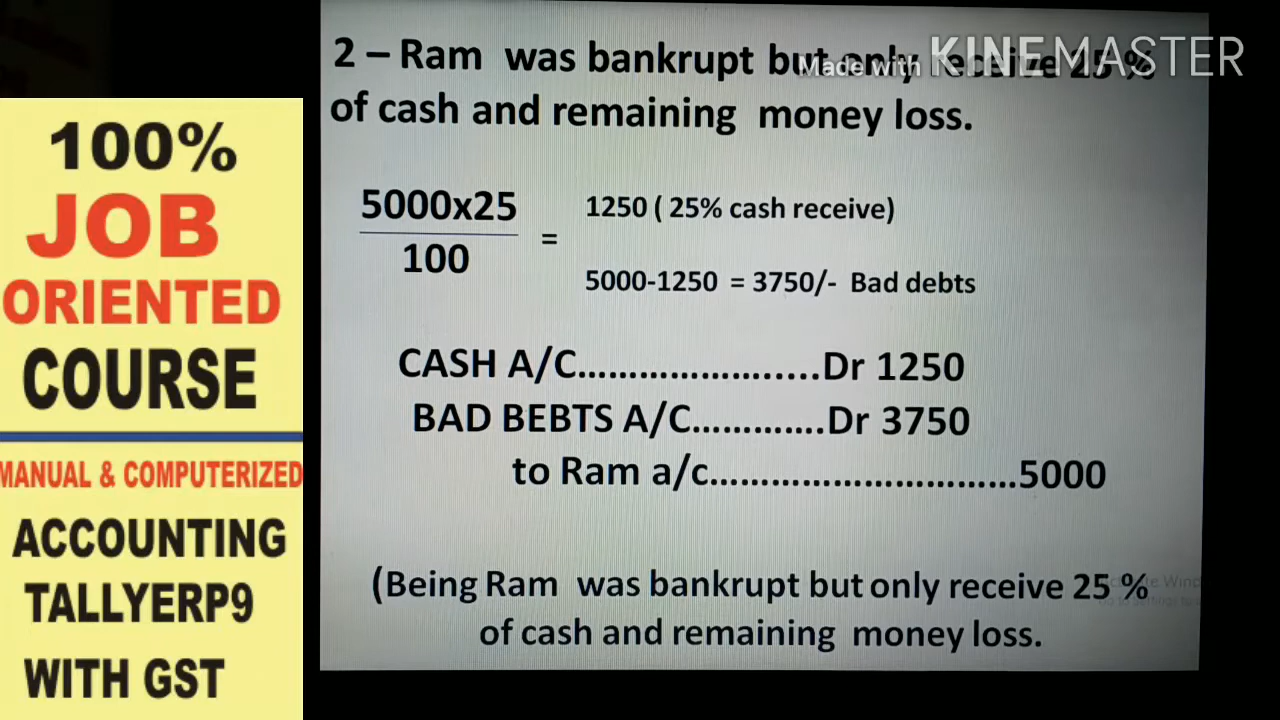 100%
JOB
ORIENTED
COURSE
MANUAL & COMPUTERIZED
ACCOUNTING
TALLYERP9
WITH GST
Made with KINEMASTER
2 – Ram was bankrupt but only receive 25 %
of cash and remaining money loss.
5000x25
100
=
1250 ( 25% cash receive)
5000-1250 = 3750/- Bad debts
CASH A/C........................Dr 1250
BAD BEBTS A/C.............Dr 3750
to Ram a/c..............................5000
(Being Ram was bankrupt but only receive 25 %
of cash and remaining money loss.